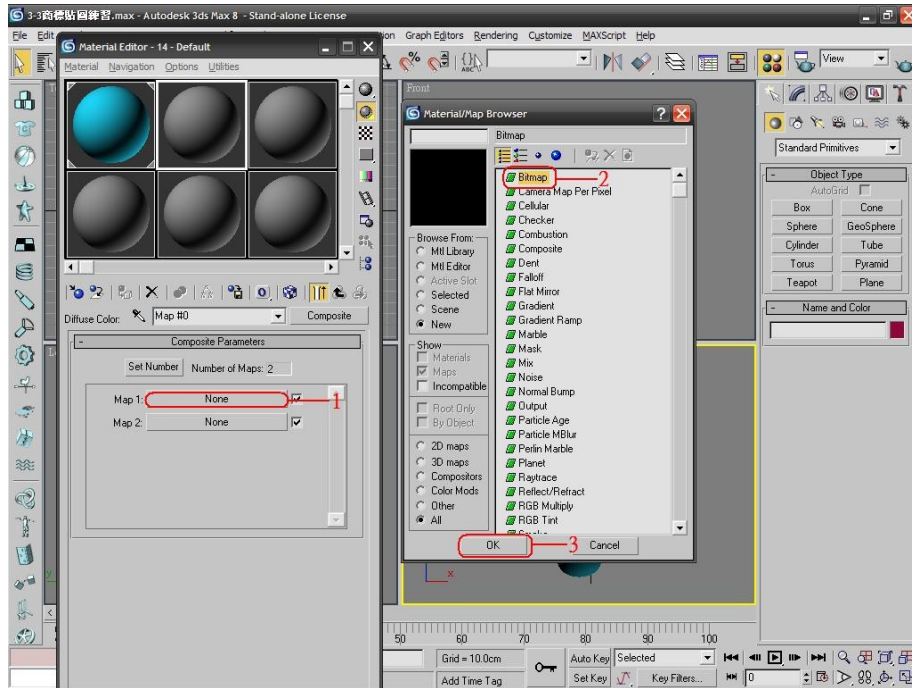 3-3商標貼圖練習.max - Autodesk 3ds Max 8 - Stand-alone License
File Edit
Graph Editors Rendering Customize MAXScript Help
Material Editor - 14 - Default
Material Navigation Options Utilities
View
Front
Diffuse Color: Map #0 Composite
Composite Parameters
Set Number Number of Maps: 2
Map 1: None 1
Map 2: None
Material/Map Browser
Bitmap
Bitmap 2
Camera Map Per Pixel
Cellular
Checker
Combustion
Composite
Dent
Falloff
Flat Mirror
Gradient
Gradient Ramp
Marble
Mask
Mix
Noise
Normal Bump
Output
Particle Age
Particle MBlur
Perlin Marble
Planet
Raytrace
Reflect/Refract
RGB Multiply
RGB Tint
Smoke
Browse From:
Mtl Library
Mtl Editor
Active Slot
Selected
Scene
New
Show
Materials
Maps
Incompatible
Root Only
By Object
2D maps
3D maps
Compositors
Color Mods
Other
All
OK 3 Cancel
Standard Primitives
Object Type
AutoGrid
Box Cone
Sphere GeoSphere
Cylinder Tube
Torus Pyramid
Teapot Plane
Name and Color
x
y
50 60 70 80 90 100
Grid = 10.0cm
Add Time Tag
Auto Key Selected
Set Key Key Filters...
0